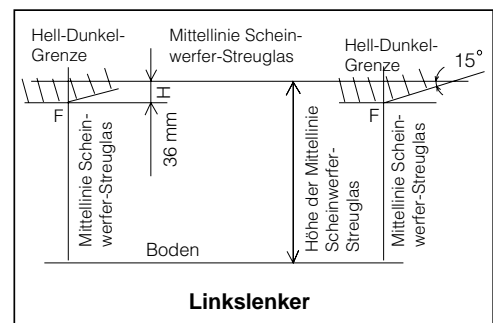 Hell-Dunkel-
Grenze
Mittellinie Schein-
werfer-Streuglas
Hell-Dunkel-
Grenze
15°
F
H
36 mm
F
Mittellinie Schein-
werfer-Streuglas
Höhe der Mittellinie
Scheinwerfer-
Streuglas
Mittellinie Schein-
werfer-Streuglas
Boden
Linkslenker